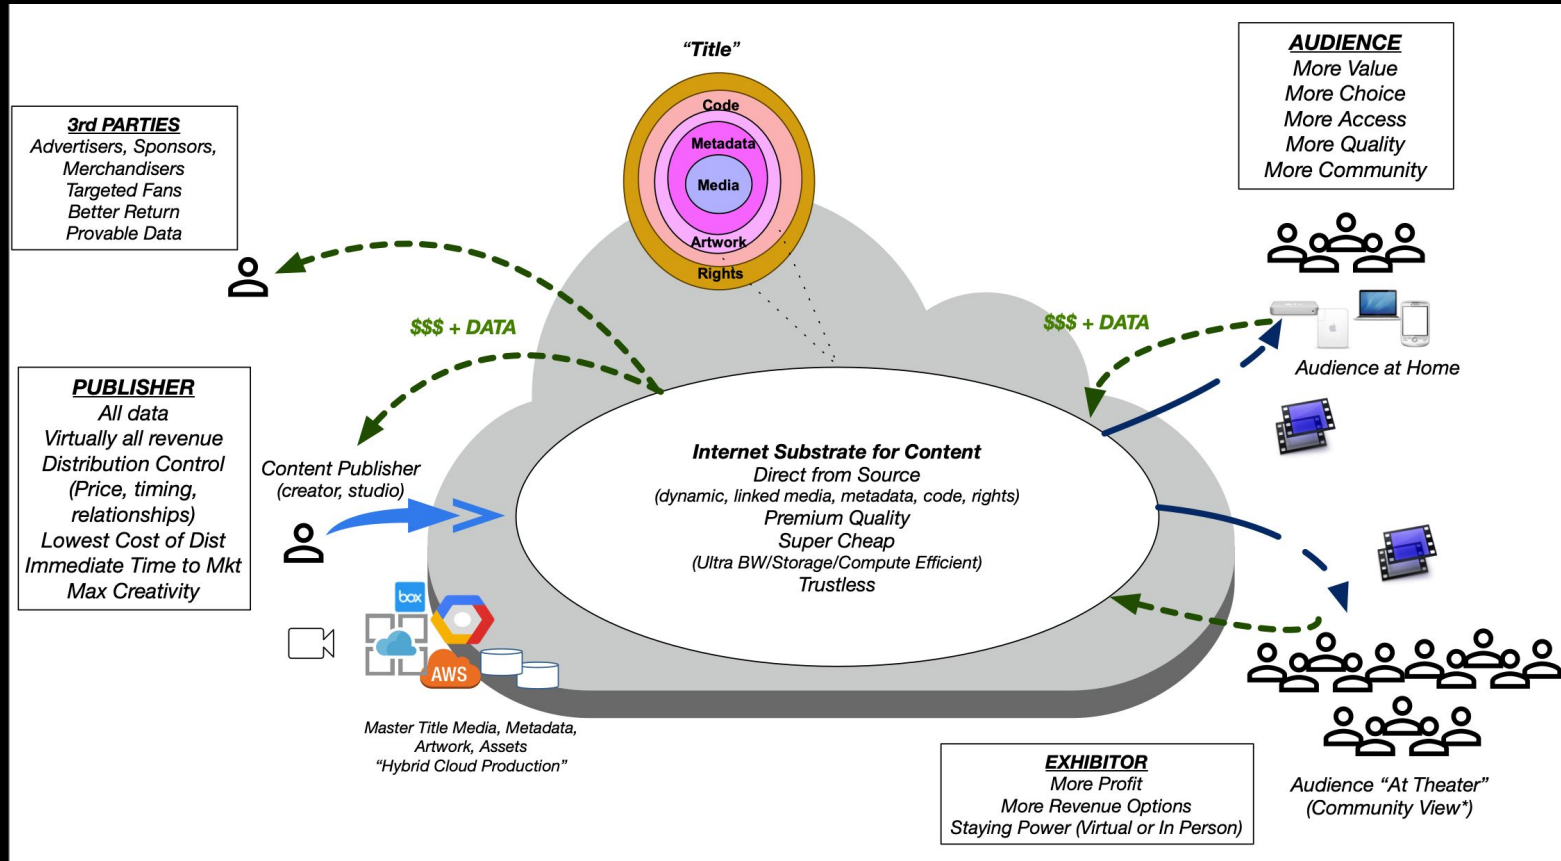 “Title”
Code
Metadata
Media
Artwork
Rights
3rd PARTIES
Advertisers, Sponsors,
Merchandisers
Targeted Fans
Better Return
Provable Data
AUDIENCE
More Value
More Choice
More Access
More Quality
More Community
$$$ + DATA
$$$ + DATA
Audience at Home
PUBLISHER
All data
Virtually all revenue
Distribution Control
(Price, timing,
relationships)
Lowest Cost of Dist
Immediate Time to Mkt
Max Creativity
Content Publisher
(creator, studio)
Internet Substrate for Content
Direct from Source
(dynamic, linked media, metadata, code, rights)
Premium Quality
Super Cheap
(Ultra BW/Storage/Compute Efficient)
Trustless
box
AWS
Master Title Media, Metadata,
Artwork, Assets
“Hybrid Cloud Production”
EXHIBITOR
More Profit
More Revenue Options
Staying Power (Virtual or In Person)
Audience “At Theater”
(Community View*)